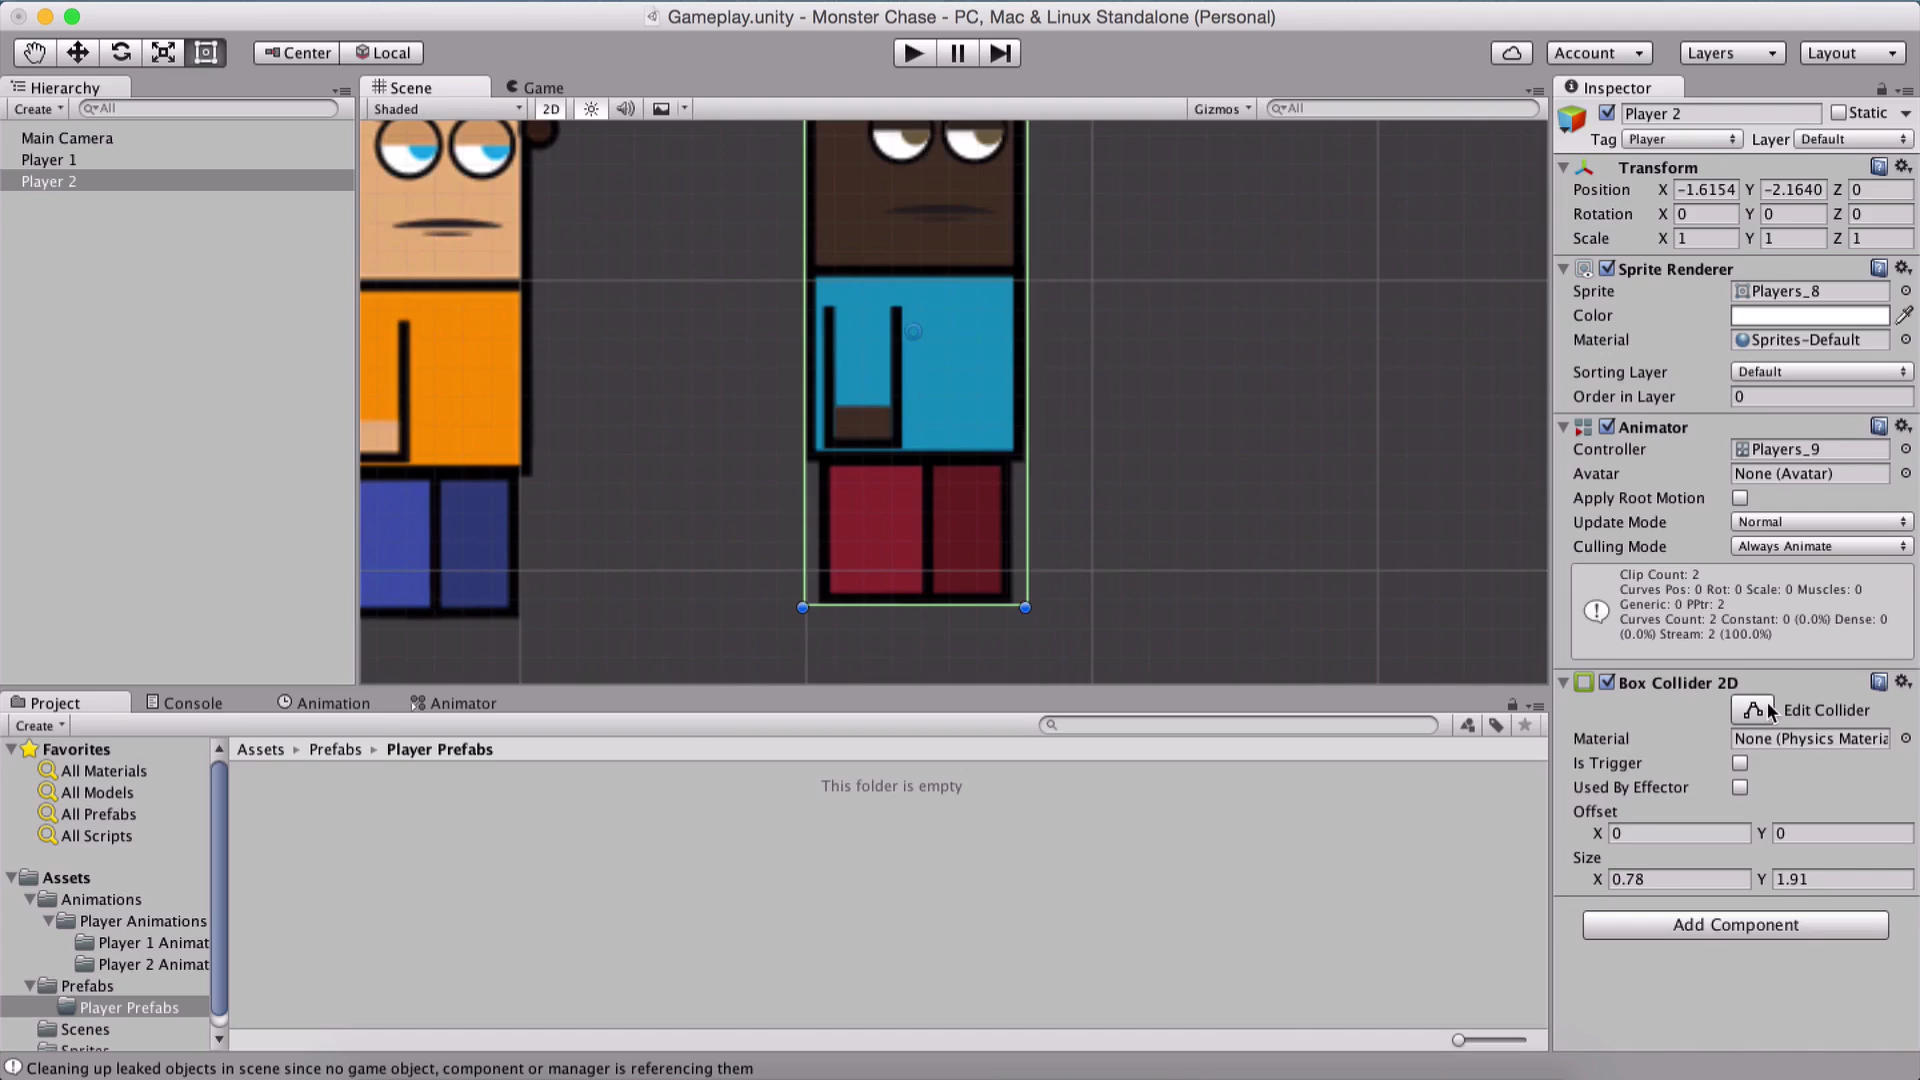 Gameplay.unity - Monster Chase - PC, Mac & Linux Standalone (Personal)
Center
Local
Account
Layers
Layout
Hierarchy
Create
All
Main Camera
Player 1
Player 2
Scene
Game
Shaded
2D
Gizmos
All
Inspector
Player 2
Static
Tag Player Layer Default
Transform
Position X -1.6154 Y -2.1640 Z 0
Rotation X 0 Y 0 Z 0
Scale X 1 Y 1 Z 1
Sprite Renderer
Sprite Players_8
Color
Material Sprites-Default
Sorting Layer Default
Order in Layer 0
Animator
Controller Players_9
Avatar None (Avatar)
Apply Root Motion
Update Mode Normal
Culling Mode Always Animate
Clip Count: 2
Curves Pos: 0 Rot: 0 Scale: 0 Muscles: 0
Generic: 0 PPtr: 2
Curves Count: 2 Constant: 0 (0.0%) Dense: 0
(0.0%) Stream: 2 (100.0%)
Box Collider 2D
Edit Collider
Material None (Physics Materia
Is Trigger
Used By Effector
Offset
X 0 Y 0
Size
X 0.78 Y 1.91
Add Component
Project
Console
Animation
Animator
Create
Favorites
All Materials
All Models
All Prefabs
All Scripts
Assets
Animations
Player Animations
Player 1 Animat
Player 2 Animat
Prefabs
Player Prefabs
Scenes
Assets Prefabs Player Prefabs
This folder is empty
Cleaning up leaked objects in scene since no game object, component or manager is referencing them